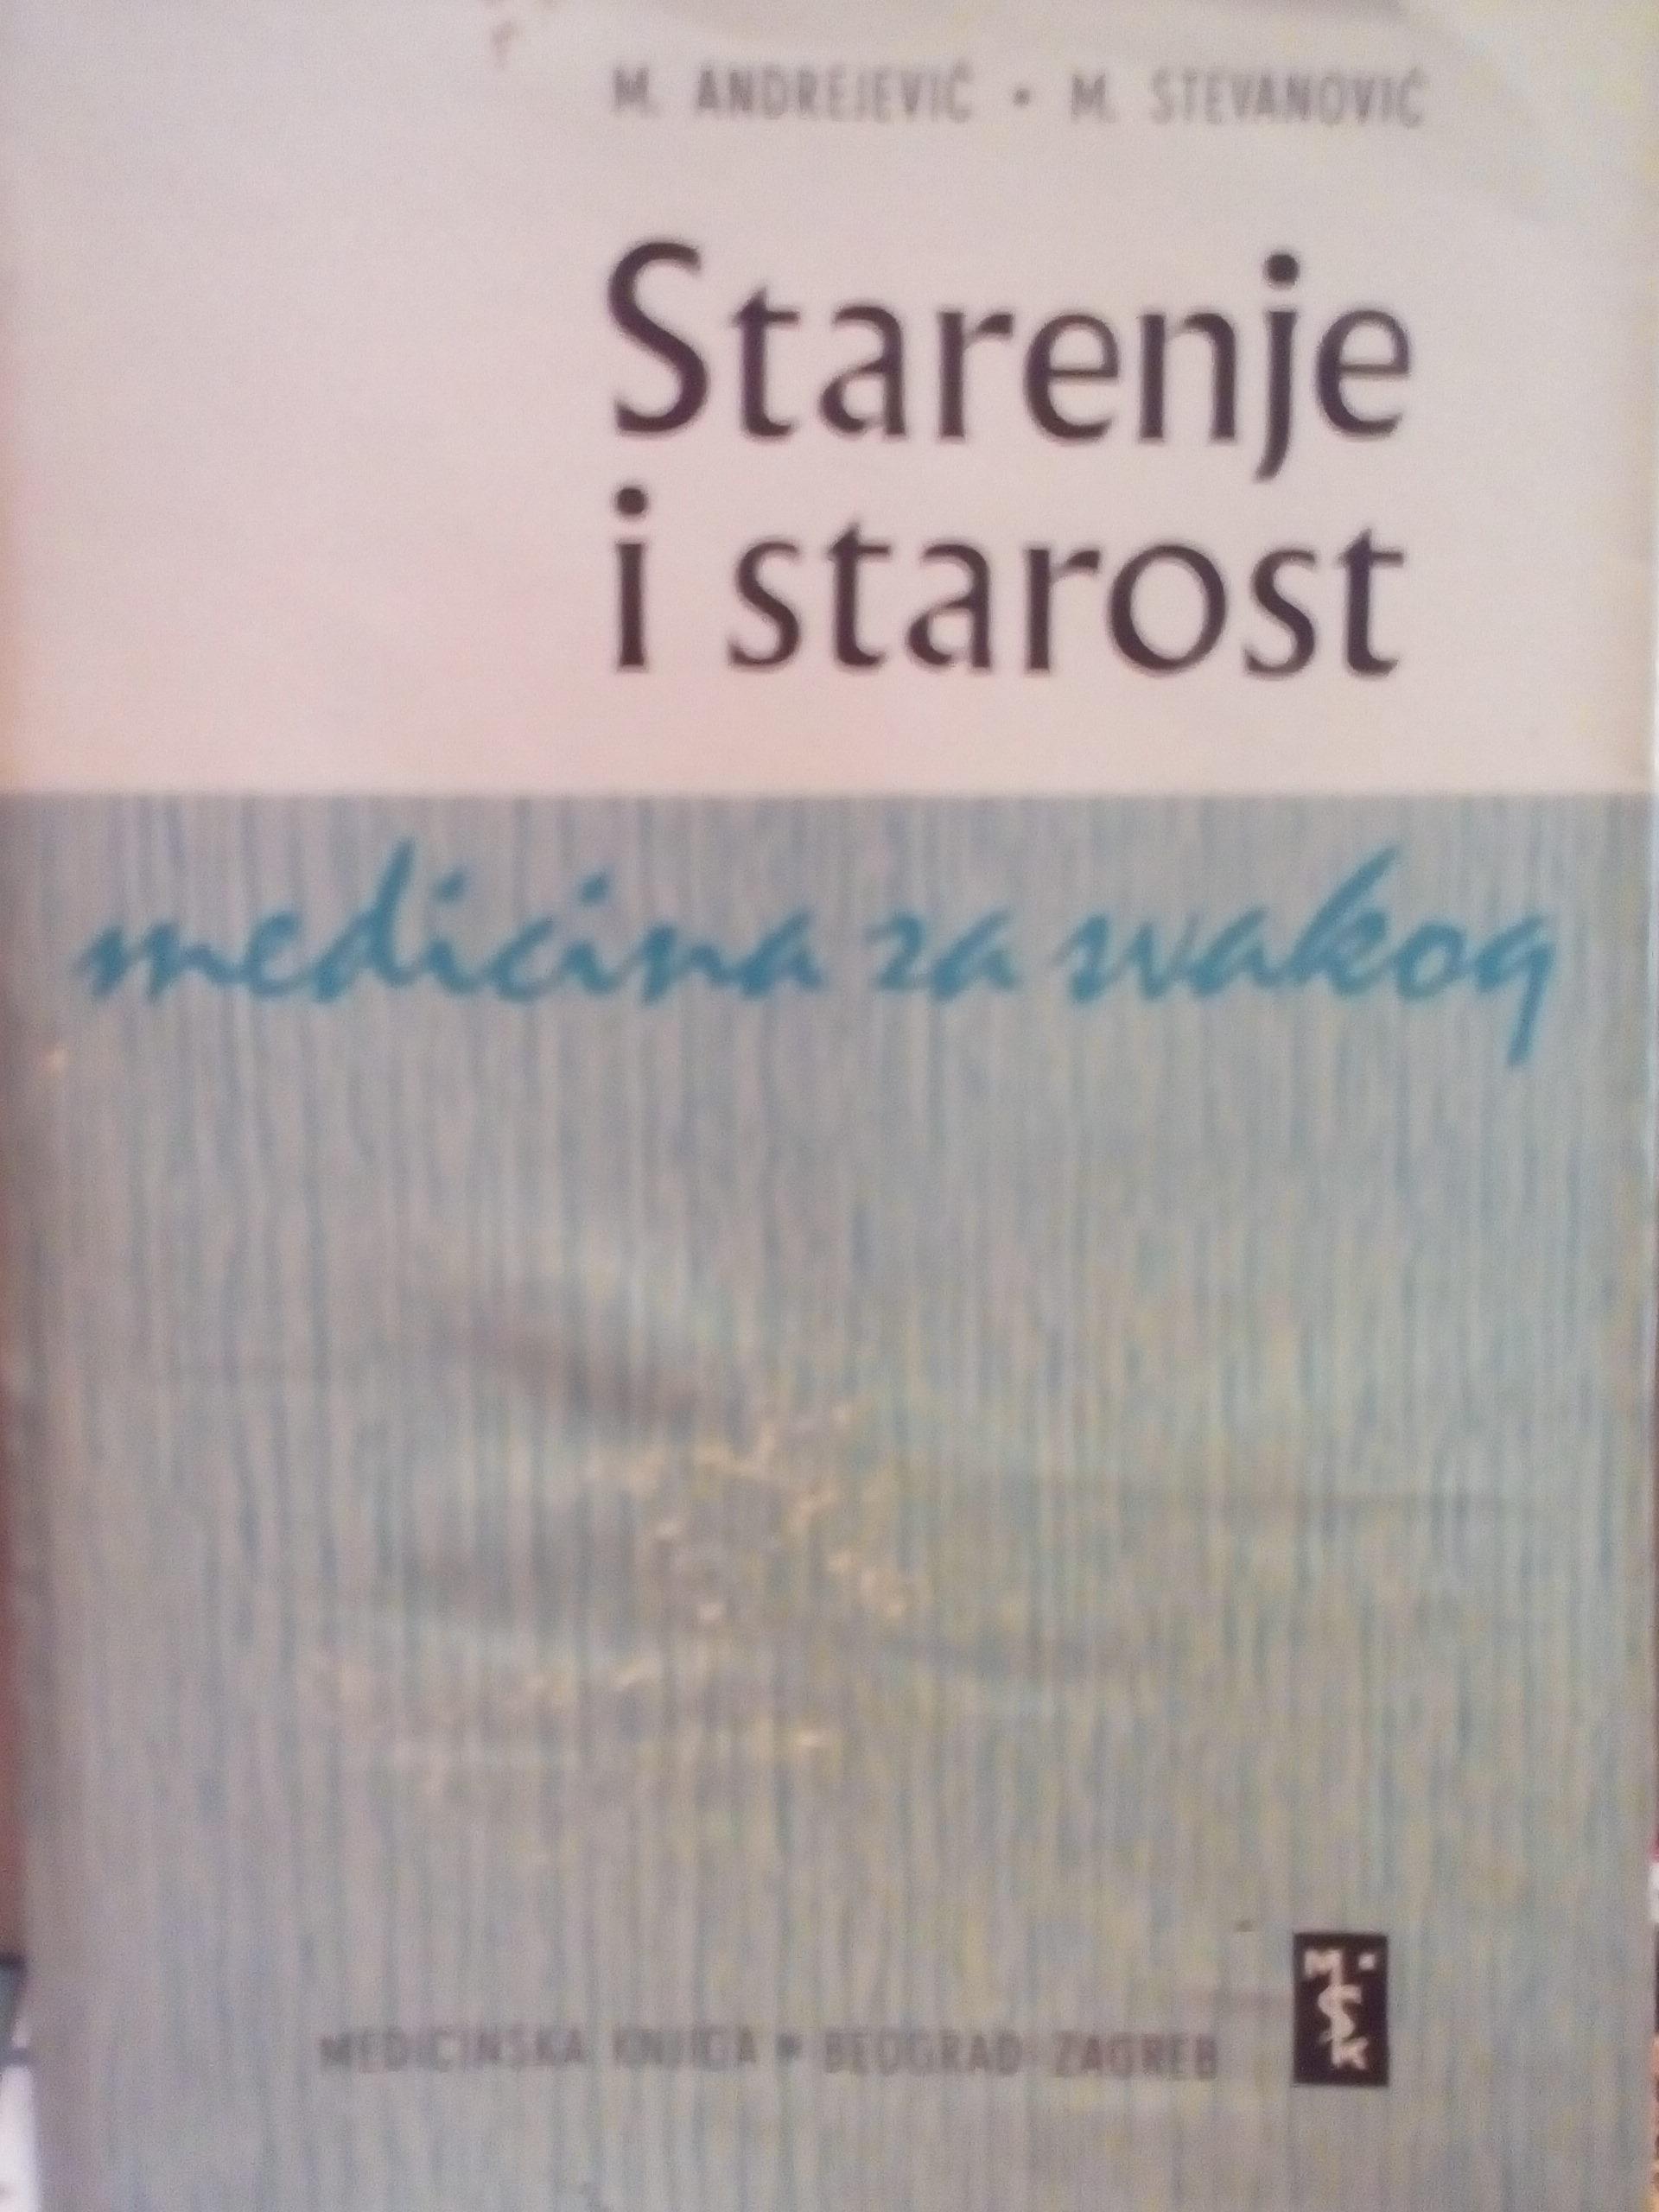 M. ANDREJEVIĆ • M. STEVANOVIĆ
Starenje
i starost
medicina za svakog
MEDICINSKA KNJIGA • BEOGRAD - ZAGREB
M
K